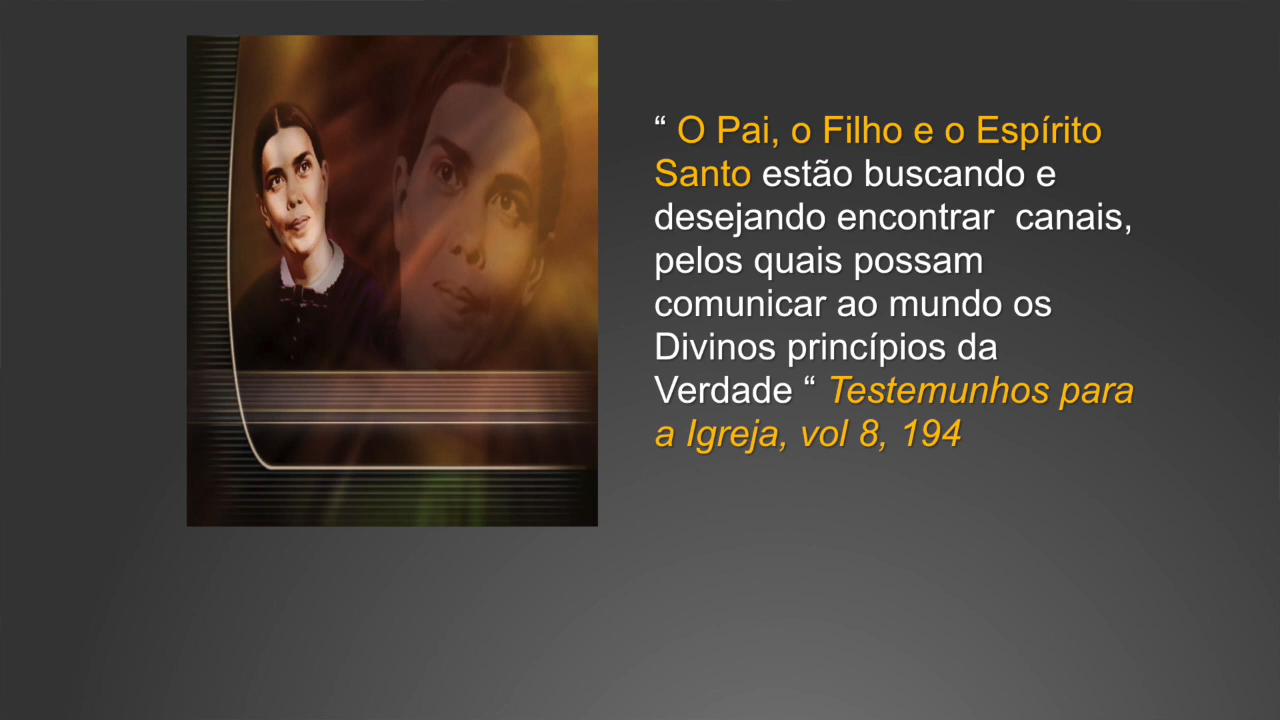 “ O Pai, o Filho e o Espírito
Santo estão buscando e
desejando encontrar  canais,
pelos quais possam
comunicar ao mundo os
Divinos princípios da
Verdade “ Testemunhos para
a Igreja, vol 8, 194